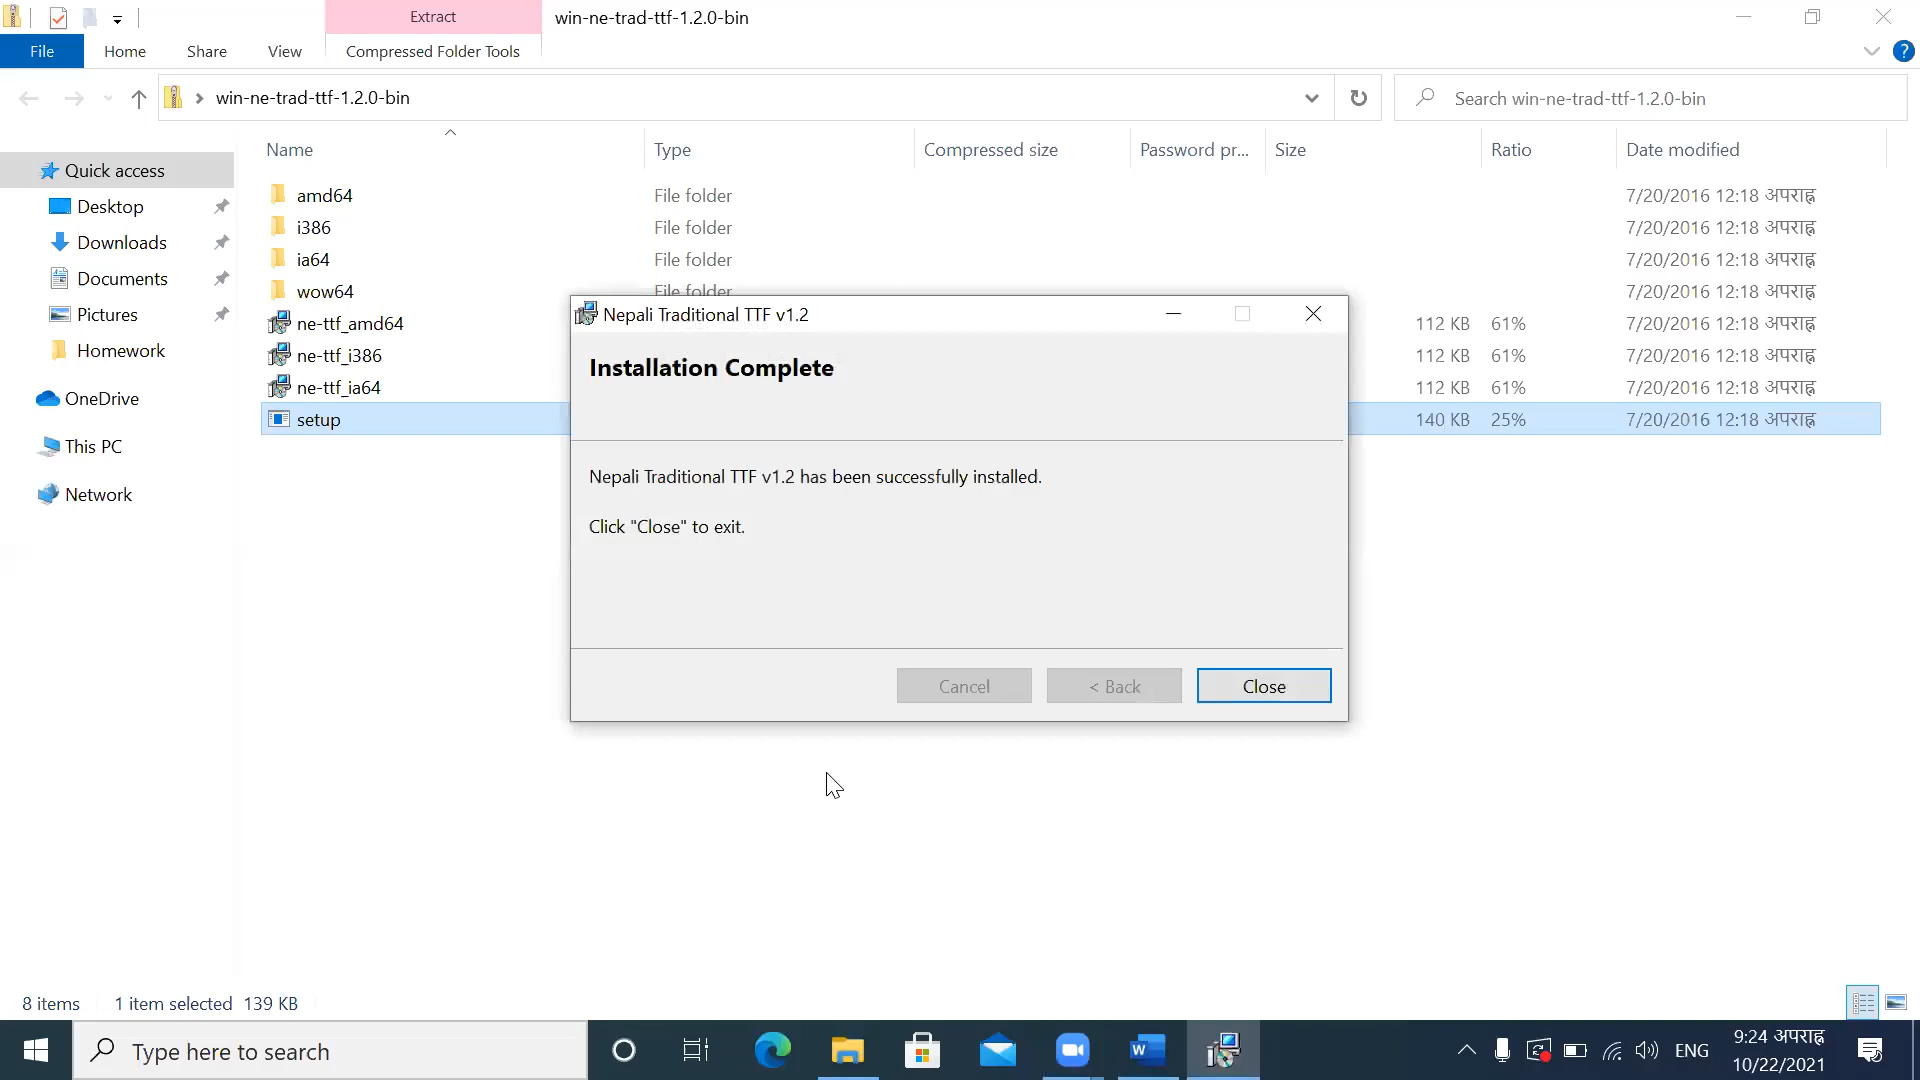 Extract
win-ne-trad-ttf-1.2.0-bin
File
Home
Share
View
Compressed Folder Tools
win-ne-trad-ttf-1.2.0-bin
Search win-ne-trad-ttf-1.2.0-bin
Name
Type
Compressed size
Password pr...
Size
Ratio
Date modified
Quick access
Desktop
Downloads
Documents
Pictures
Homework
OneDrive
This PC
Network
amd64 File folder 7/20/2016 12:18 अपराह्न
i386 File folder 7/20/2016 12:18 अपराह्न
ia64 File folder 7/20/2016 12:18 अपराह्न
wow64 File folder 7/20/2016 12:18 अपराह्न
ne-ttf_amd64 112 KB 61% 7/20/2016 12:18 अपराह्न
ne-ttf_i386 112 KB 61% 7/20/2016 12:18 अपराह्न
ne-ttf_ia64 112 KB 61% 7/20/2016 12:18 अपराह्न
setup 140 KB 25% 7/20/2016 12:18 अपराह्न
Nepali Traditional TTF v1.2
Installation Complete
Nepali Traditional TTF v1.2 has been successfully installed.
Click "Close" to exit.
Cancel
< Back
Close
8 items 1 item selected 139 KB
Type here to search
ENG
9:24 अपराह्न
10/22/2021